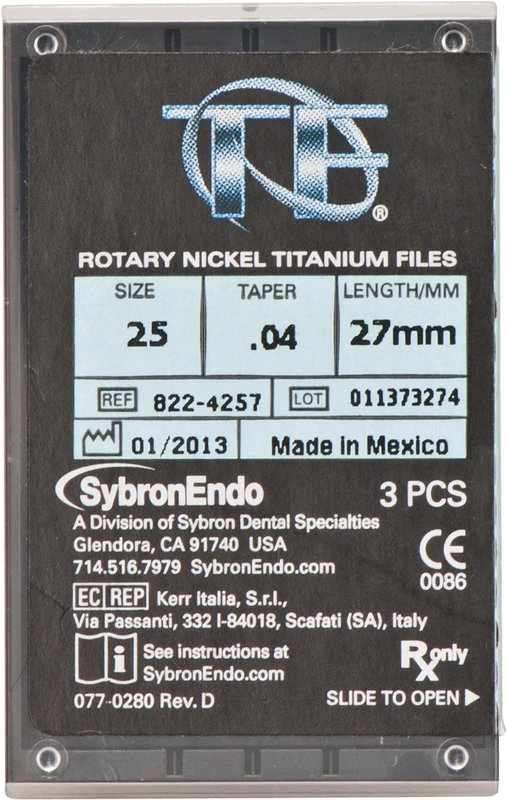 TF®
ROTARY NICKEL TITANIUM FILES
SIZE TAPER LENGTH/MM
25 .04 27mm
REF 822-4257 LOT 011373274
01/2013 Made in Mexico
SybronEndo 3 PCS
A Division of Sybron Dental Specialties
Glendora, CA 91740 USA
714.516.7979 SybronEndo.com
CE
0086
EC REP Kerr Italia, S.r.l.,
Via Passanti, 332 I-84018, Scafati (SA), Italy
i See instructions at
SybronEndo.com
Rx only
077-0280 Rev. D SLIDE TO OPEN